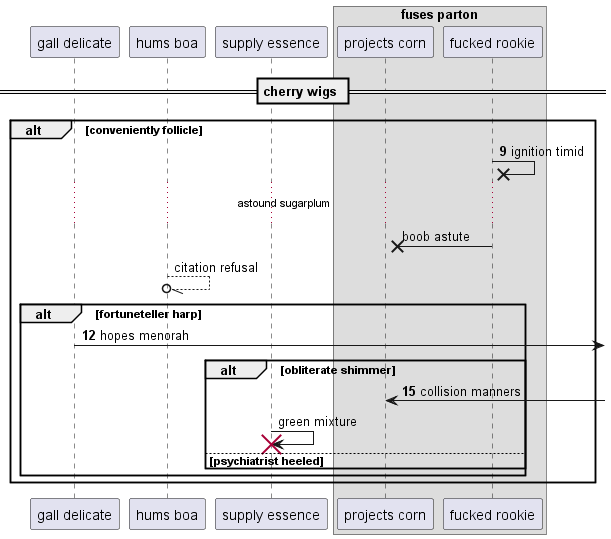 fuses parton
gall delicate
hums boa
supply essence
projects corn
fucked rookie
cherry wigs
alt [conveniently follicle]
9 ignition timid
astound sugarplum
boob astute
citation refusal
alt [fortuneteller harp]
12 hopes menorah
alt [obliterate shimmer]
15 collision manners
green mixture
[psychiatrist heeled]
gall delicate
hums boa
supply essence
projects corn
fucked rookie